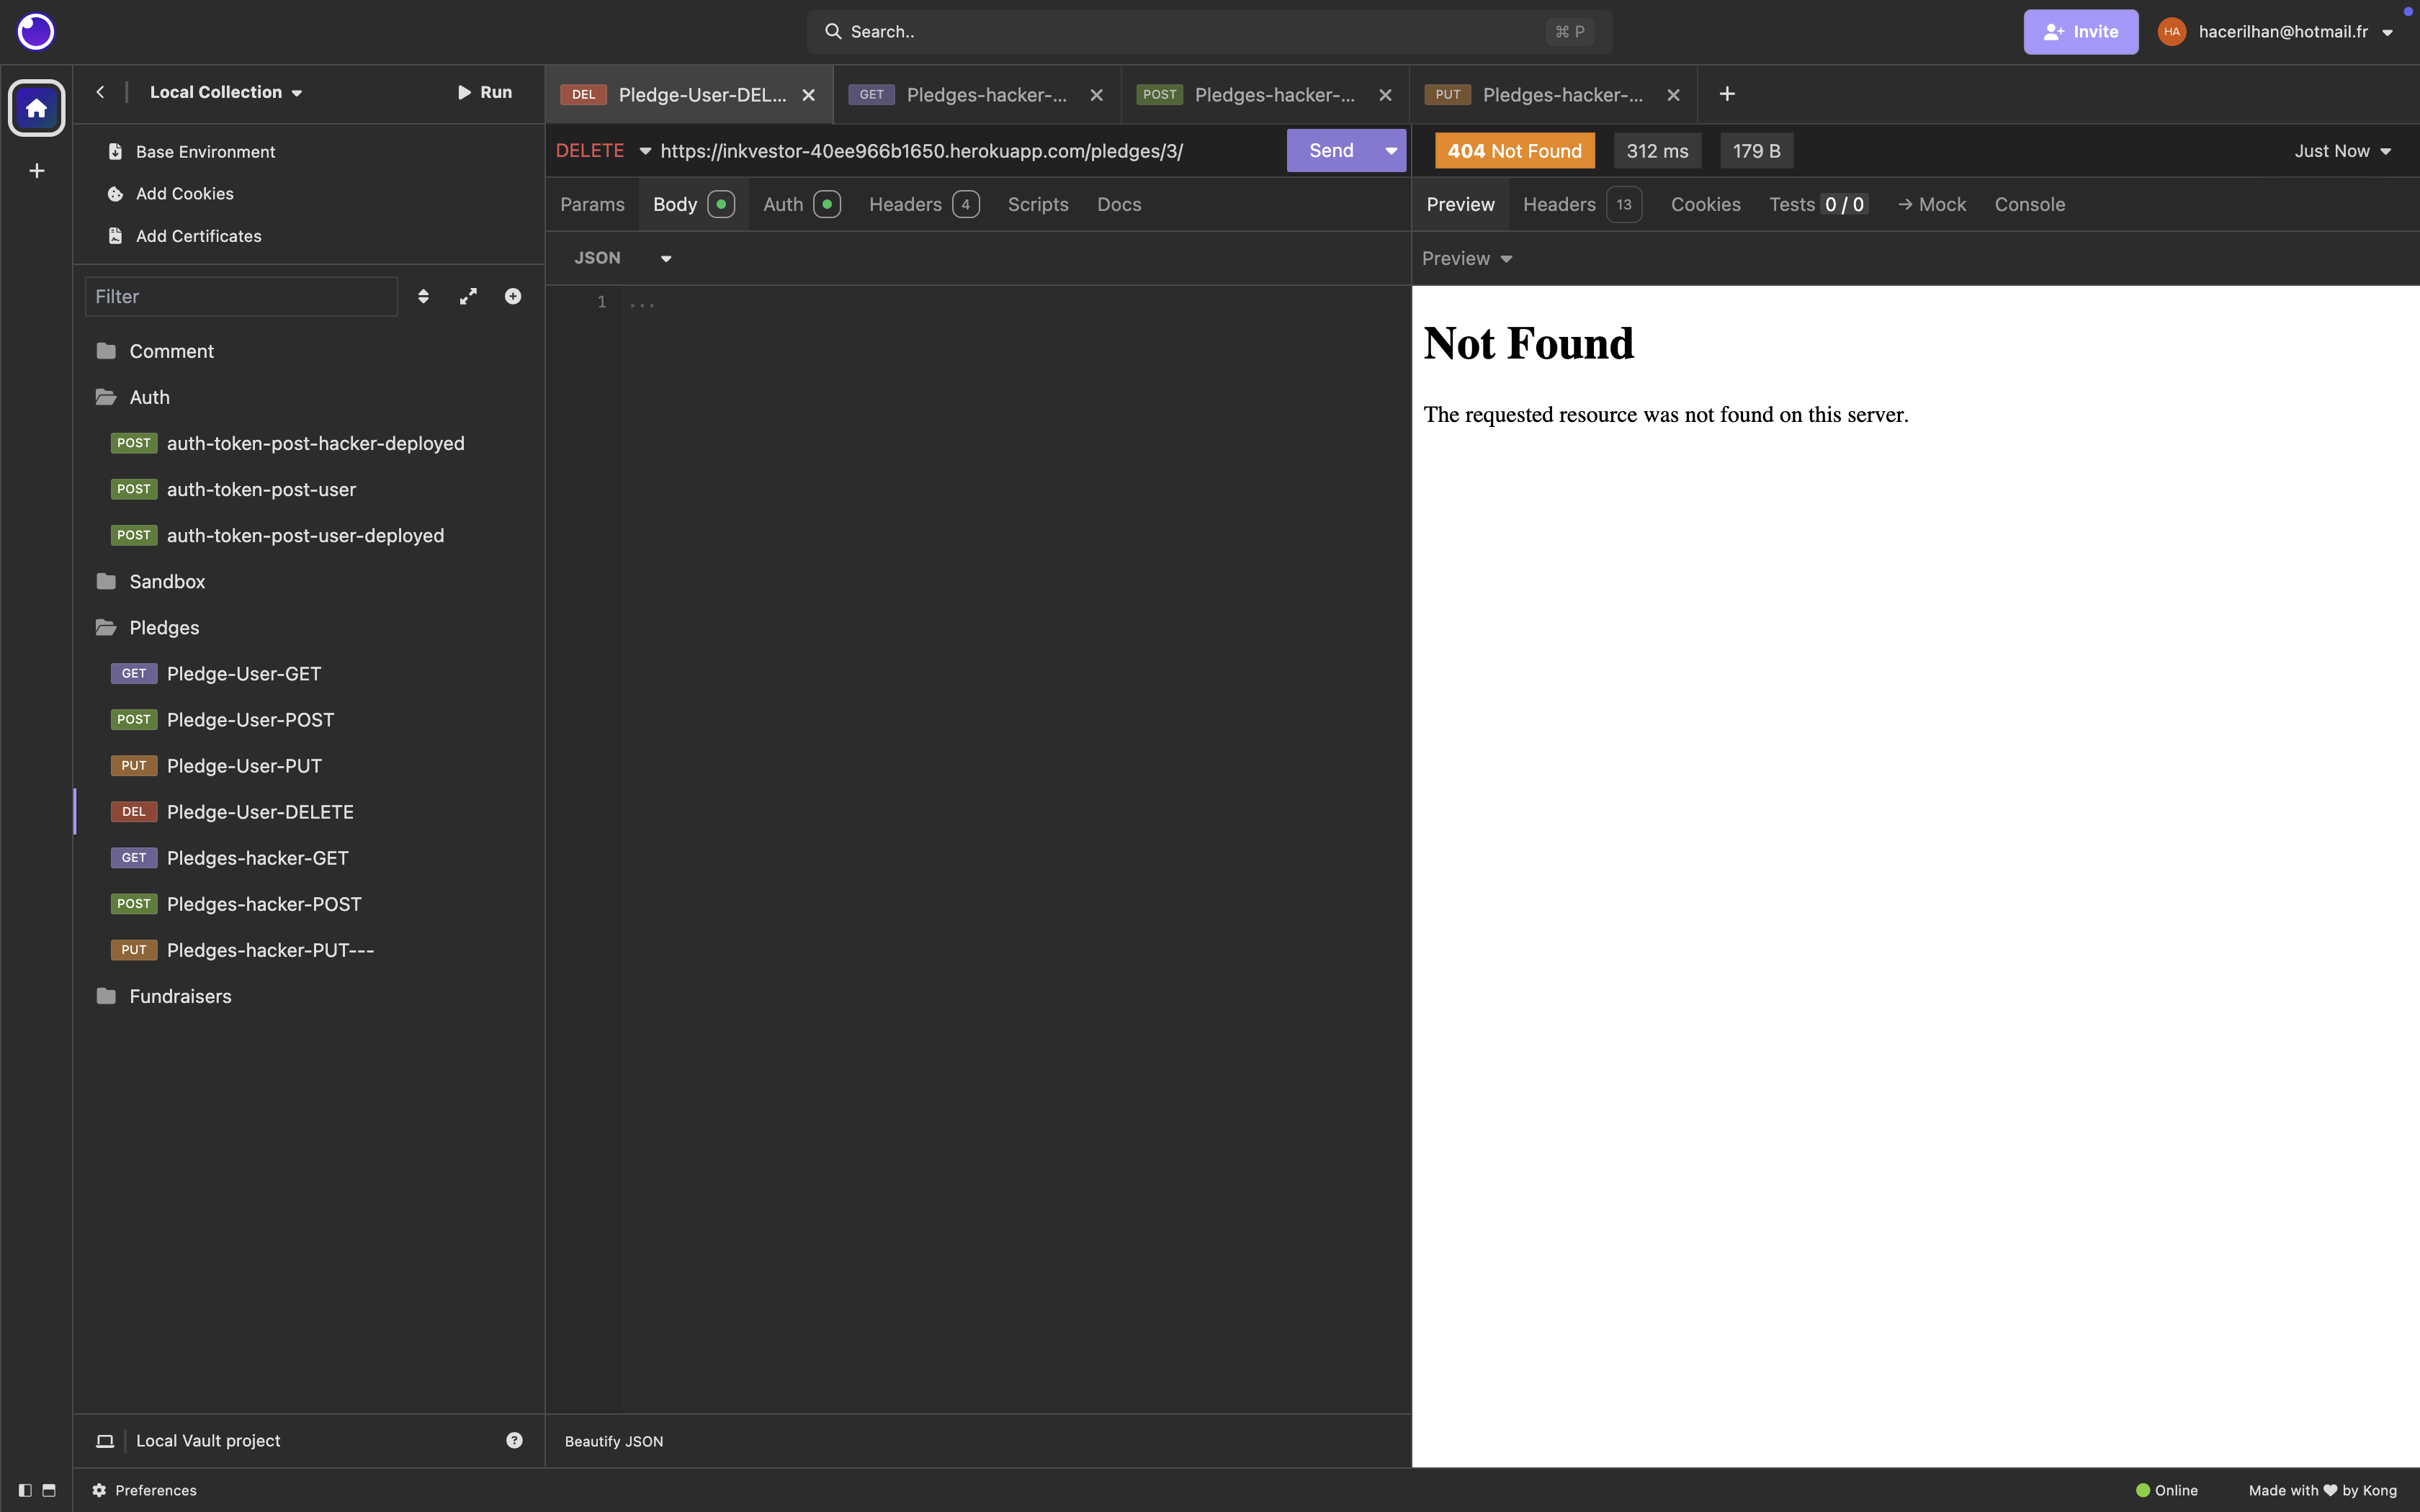 Search..
⌘ P
Invite
HA
hacerilhan@hotmail.fr
Local Collection
Run
DEL Pledge-User-DEL...
GET Pledges-hacker-...
POST Pledges-hacker-...
PUT Pledges-hacker-...
Base Environment
Add Cookies
Add Certificates
Filter
Comment
Auth
POST auth-token-post-hacker-deployed
POST auth-token-post-user
POST auth-token-post-user-deployed
Sandbox
Pledges
GET Pledge-User-GET
POST Pledge-User-POST
PUT Pledge-User-PUT
DEL Pledge-User-DELETE
GET Pledges-hacker-GET
POST Pledges-hacker-POST
PUT Pledges-hacker-PUT---
Fundraisers
Local Vault project
DELETE https://inkvestor-40ee966b1650.herokuapp.com/pledges/3/ Send
Params Body Auth Headers 4 Scripts Docs
JSON
1 ...
Beautify JSON
404 Not Found 312 ms 179 B Just Now
Preview Headers 13 Cookies Tests 0 / 0 → Mock Console
Preview
Not Found
The requested resource was not found on this server.
Preferences
Online
Made with ♥ by Kong